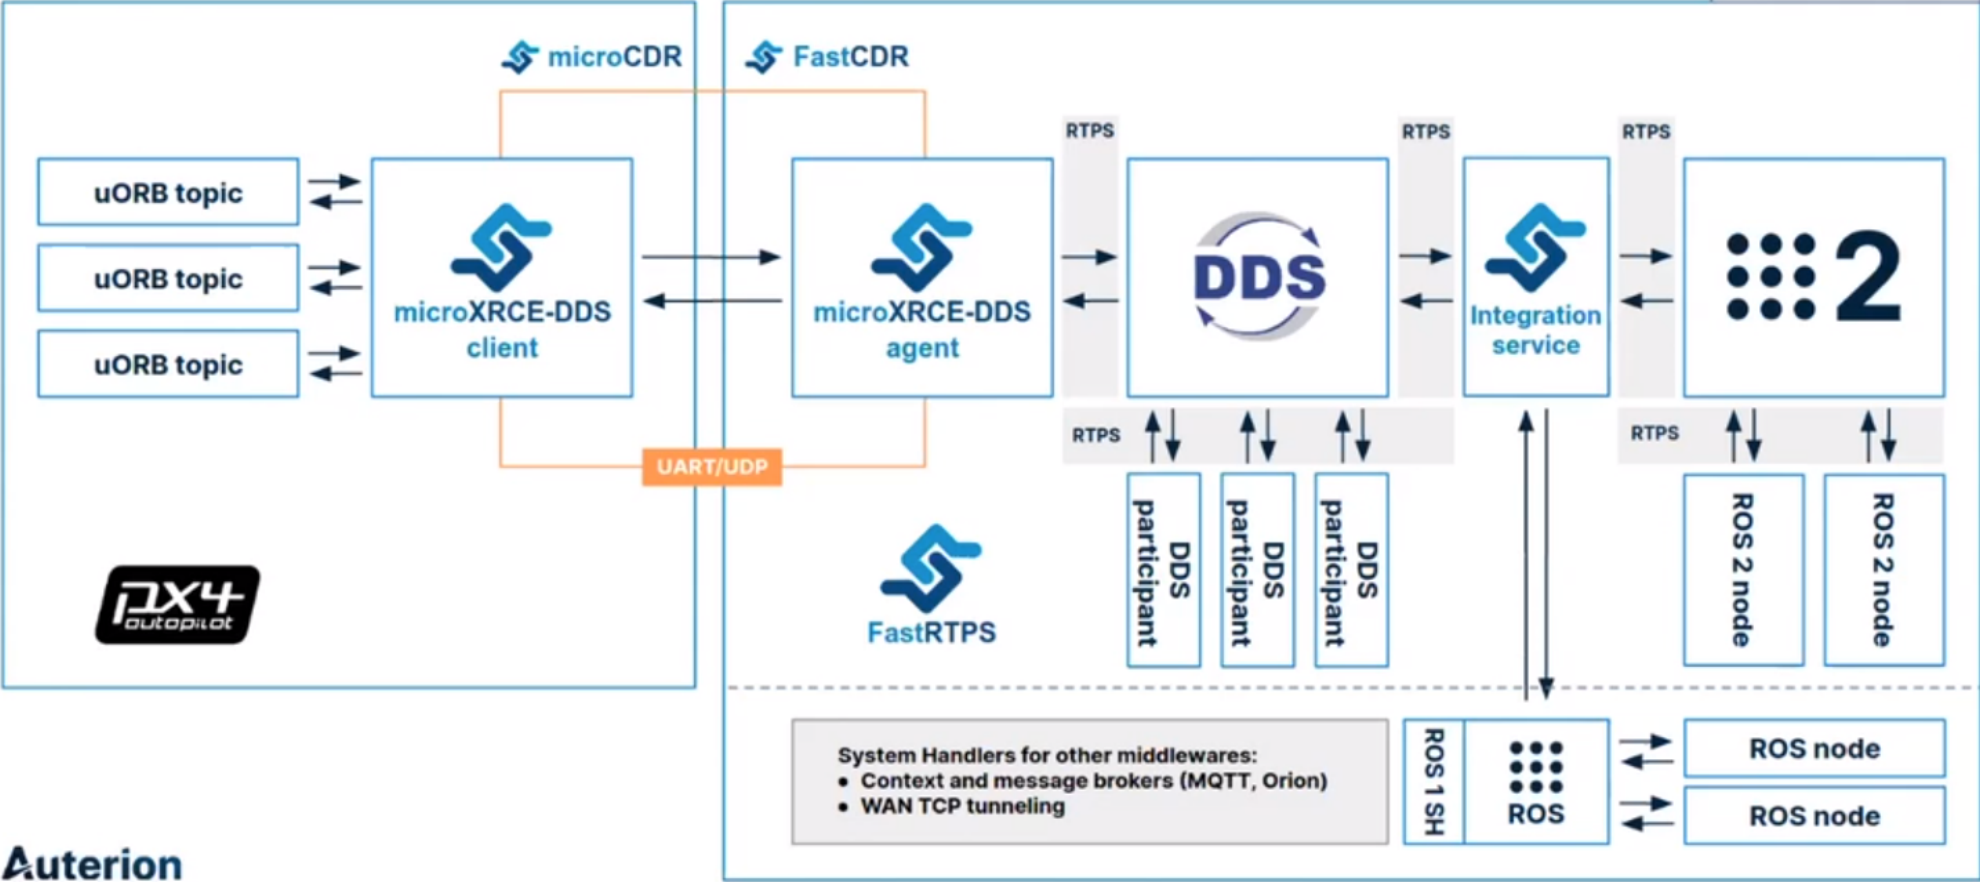 microCDR
FastCDR
RTPS
RTPS
RTPS
uORB topic
uORB topic
uORB topic
microXRCE-DDS
client
microXRCE-DDS
agent
DDS
Integration
service
2
UART/UDP
RTPS
RTPS
DDS
participant
DDS
participant
DDS
participant
ROS 2 node
ROS 2 node
px4
autopilot
FastRTPS
System Handlers for other middlewares:
• Context and message brokers (MQTT, Orion)
• WAN TCP tunneling
ROS 1 SH
ROS
ROS node
ROS node
Auterion